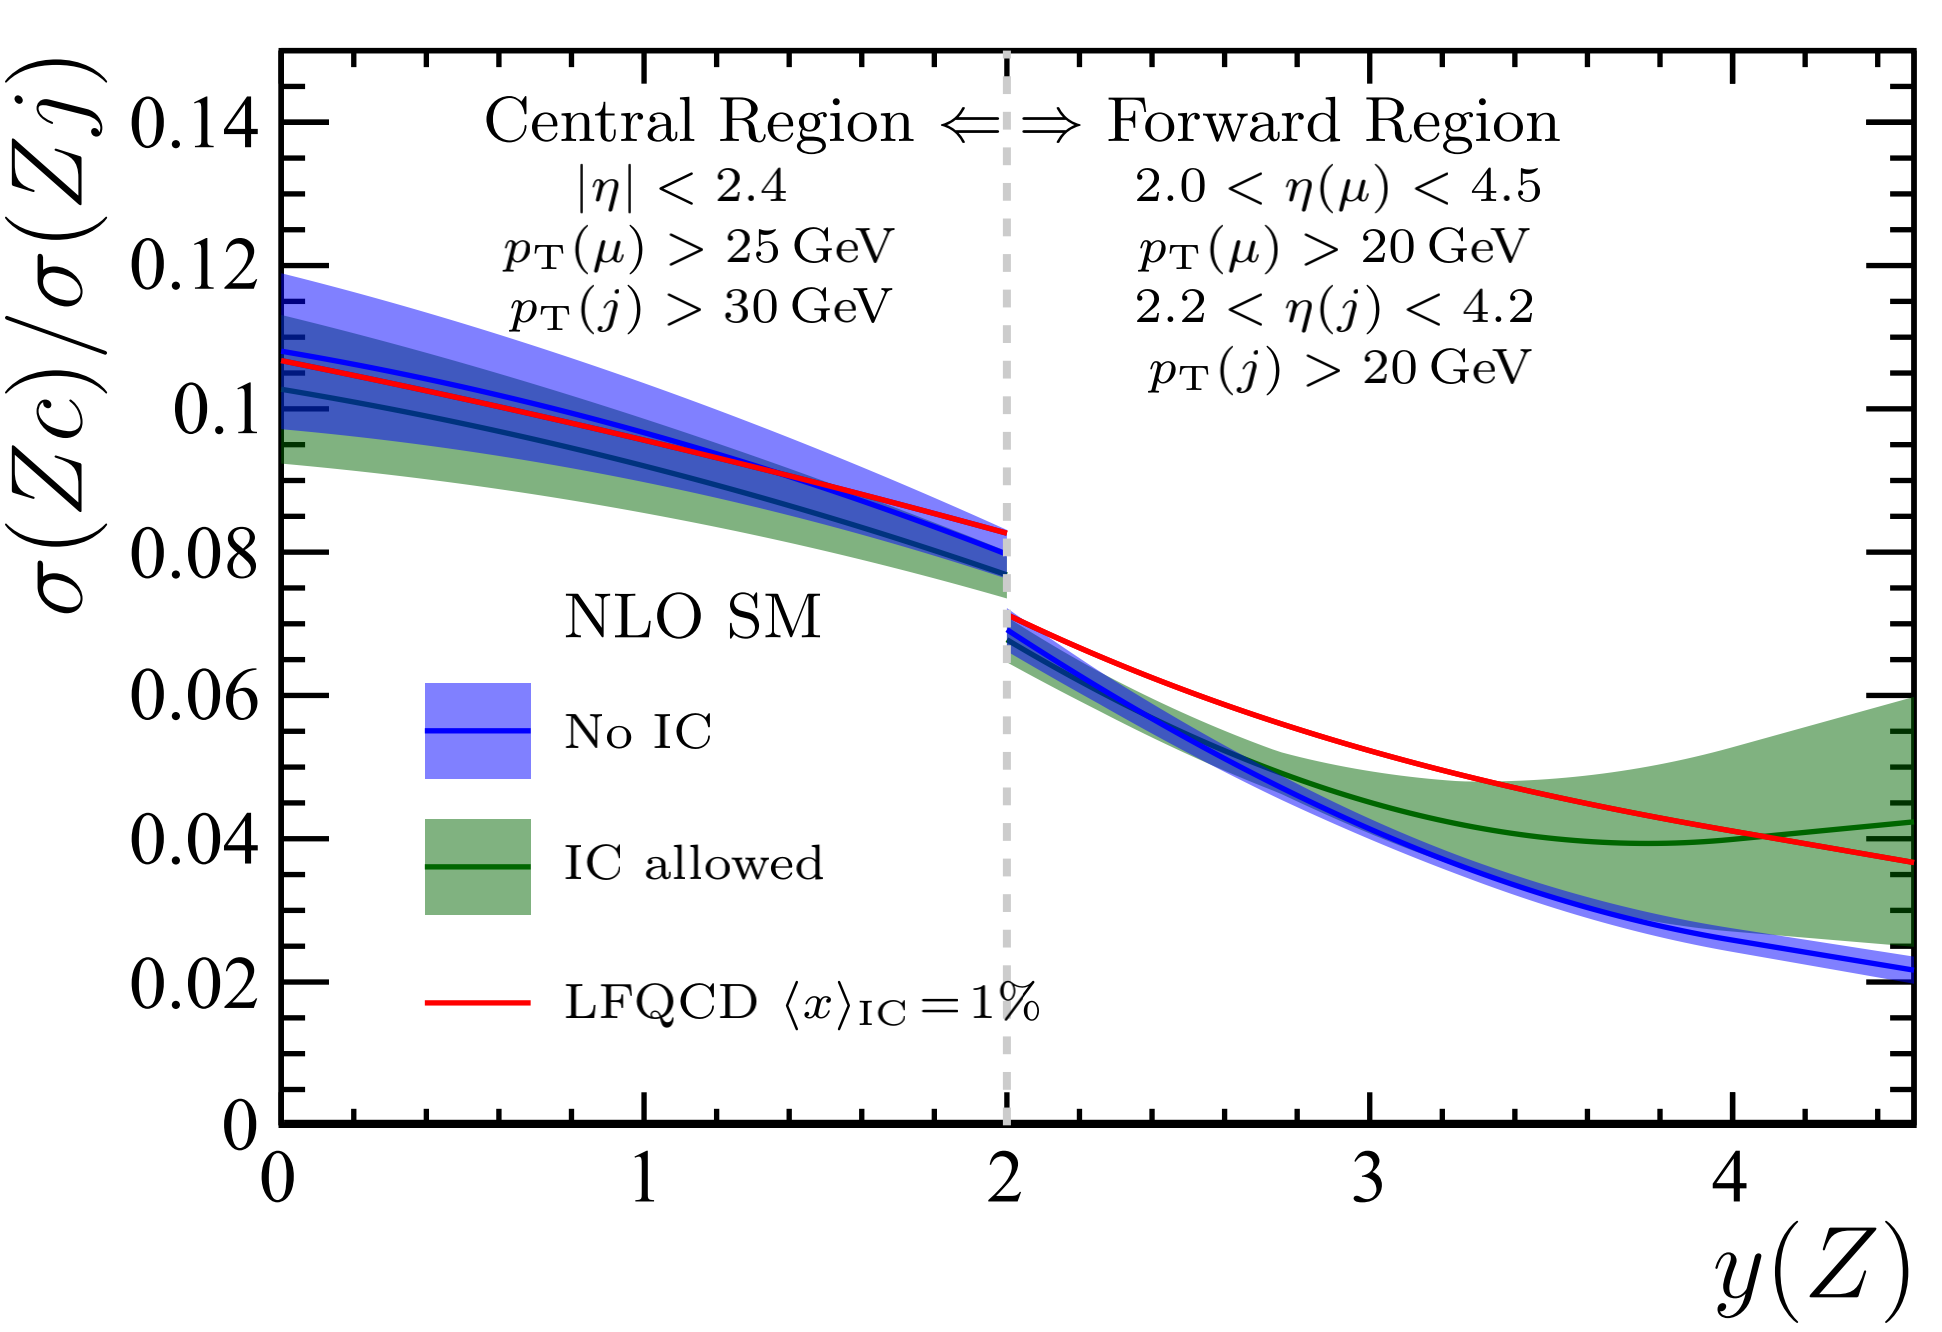 σ(Zc)/σ(Zj)
0.14
0.12
0.1
0.08
0.06
0.04
0.02
0
Central Region ⇐ ⇒ Forward Region
|η| < 2.4
p_T(μ) > 25 GeV
p_T(j) > 30 GeV
2.0 < η(μ) < 4.5
p_T(μ) > 20 GeV
2.2 < η(j) < 4.2
p_T(j) > 20 GeV
NLO SM
No IC
IC allowed
LFQCD ⟨x⟩_IC = 1%
0 1 2 3 4
y(Z)